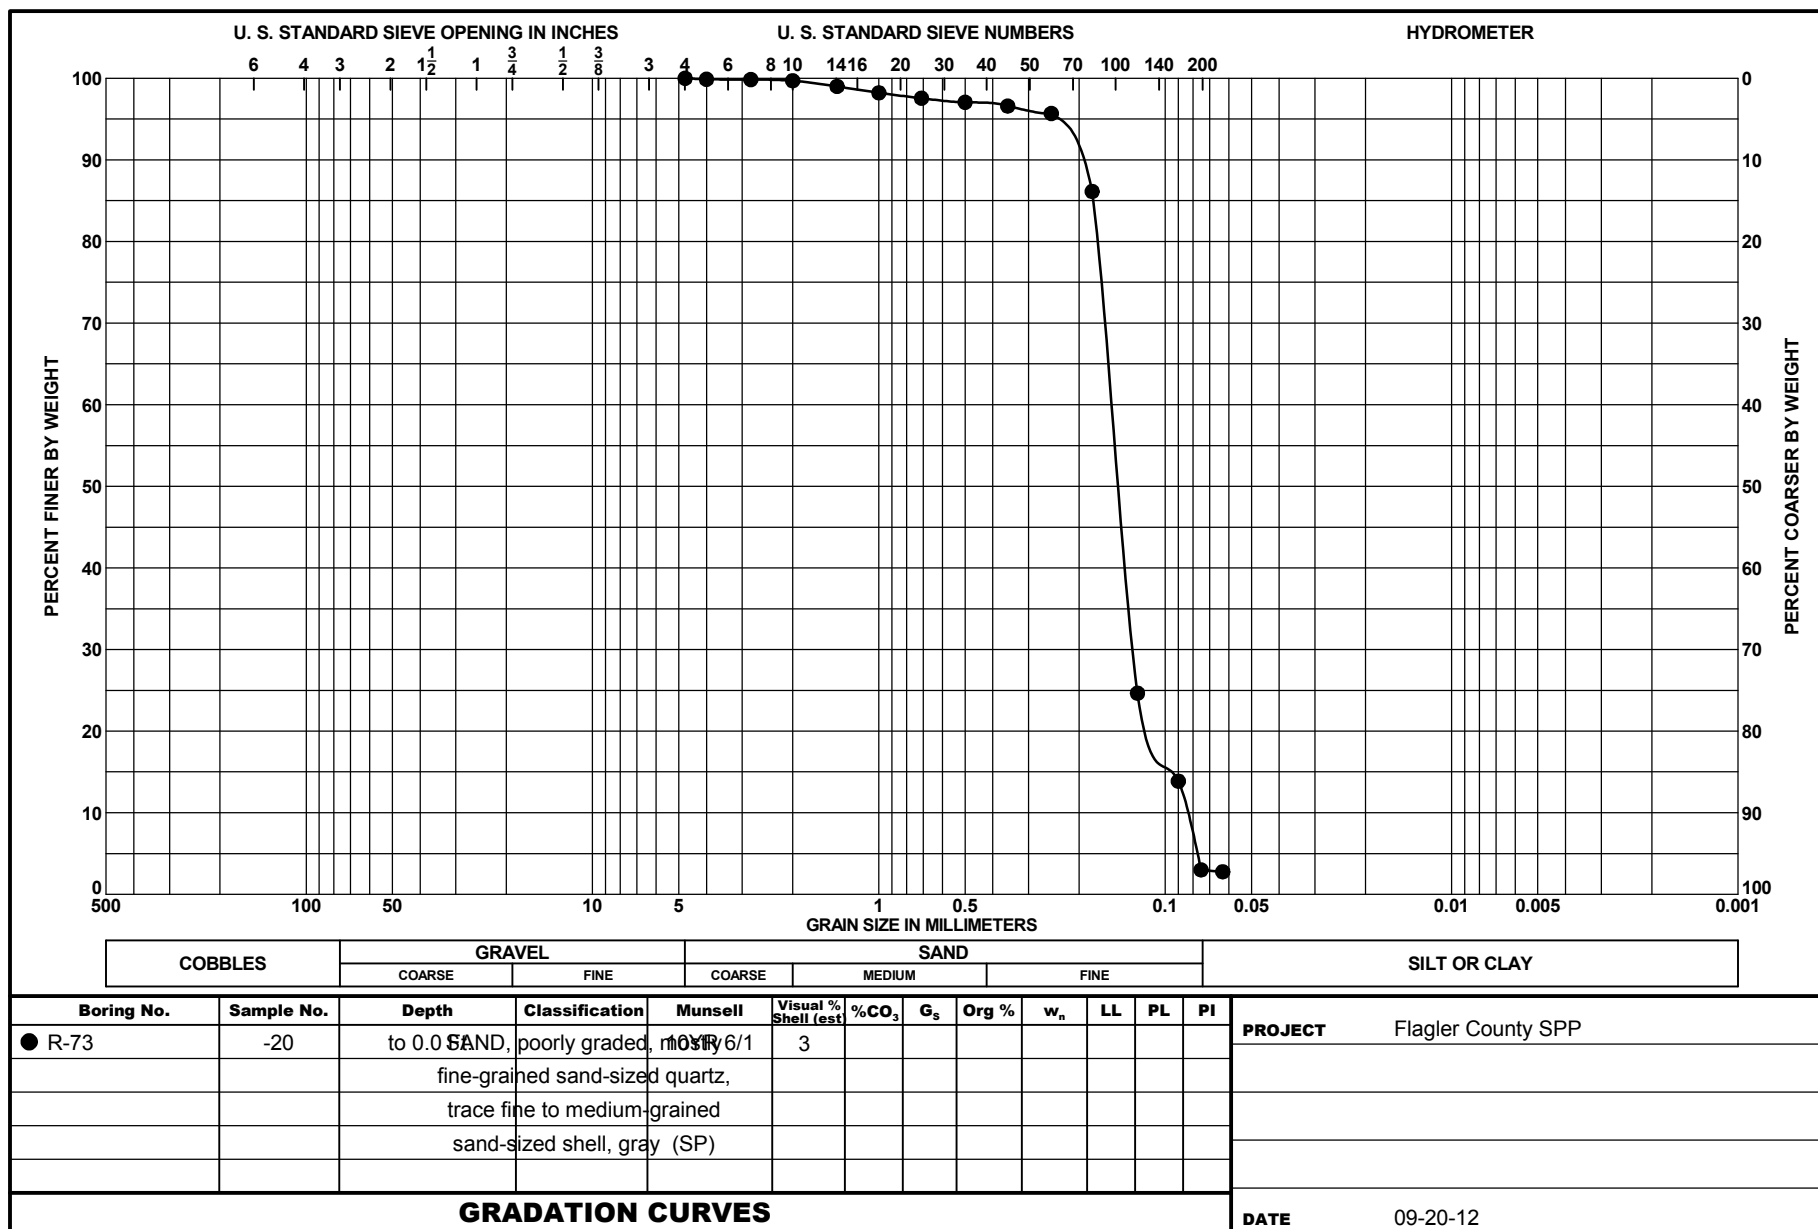 U. S. STANDARD SIEVE OPENING IN INCHES U. S. STANDARD SIEVE NUMBERS HYDROMETER
6 4 3 2 1 1/2 1 3/4 1/2 3/8 3 4 6 8 10 14 16 20 30 40 50 70 100 140 200
100 0
90 10
80 20
70 30
60 40
50 50
40 60
30 70
20 80
10 90
0 100
PERCENT FINER BY WEIGHT
PERCENT COARSER BY WEIGHT
500 100 50 10 5 1 0.5 0.1 0.05 0.01 0.005 0.001
GRAIN SIZE IN MILLIMETERS
COBBLES GRAVEL SAND SILT OR CLAY
COARSE FINE COARSE MEDIUM FINE
Boring No. Sample No. Depth Classification Munsell Visual % Shell (est) %CO₃ Gₛ Org % wₙ LL PL PI
R-73 -20 to 0.0 Ft. SAND, poorly graded, mostly 10YR 6/1 3
fine-grained sand-sized quartz,
trace fine to medium-grained
sand-sized shell, gray (SP)
PROJECT Flagler County SPP
GRADATION CURVES
DATE 09-20-12